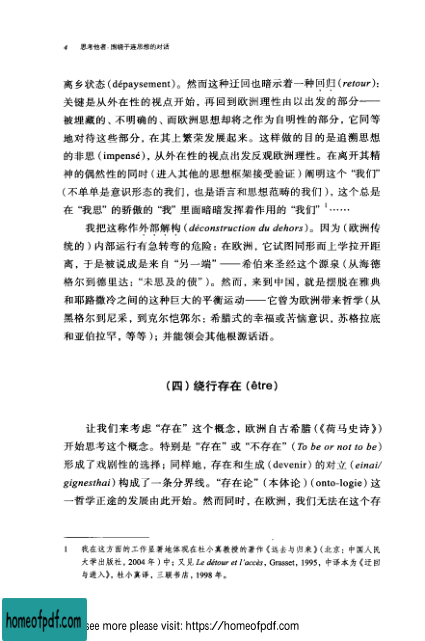 4 思考他者：围绕于连思想的对话
离乡状态（dépaysement）。然而这种迂回也暗示着一种回归（retour）：
关键是从外在性的视点开始，再回到欧洲理性由以出发的部分——
被埋藏的、不明确的、而欧洲思想却将之作为自明性的部分，它同等
地对待这些部分，在其上繁荣发展起来。这样做的目的是追溯思想
的非思（impensé），从外在性的视点出发反观欧洲理性。在离开其精
神的偶然性的同时（进入其他的思想框架接受验证）阐明这个“我们”
（不单单是意识形态的我们，也是语言和思想范畴的我们），这个总是
在“我思”的骄傲的“我”里面暗暗发挥着作用的“我们”¹……
我把这称作外部解构（déconstruction du dehors）。因为（欧洲传
统的）内部运行有急转弯的危险：在欧洲，它试图同形而上学拉开距
离，于是被说成是来自“另一端”——希伯来圣经这个源泉（从海德
格尔到德里达：“未思及的债”）。然而，来到中国，就是摆脱在雅典
和耶路撒冷之间的这种巨大的平衡运动——它曾为欧洲带来哲学（从
黑格尔到尼采，到克尔恺郭尔：希腊式的幸福或苦恼意识，苏格拉底
和亚伯拉罕，等等）；并能领会其他根源话语。
（四）绕行存在（être）
让我们来考虑“存在”这个概念，欧洲自古希腊（《荷马史诗》）
开始思考这个概念。特别是“存在”或“不存在”（To be or not to be）
形成了戏剧性的选择；同样地，存在和生成（devenir）的对立（einai/
gignesthai）构成了一条分界线。“存在论”（本体论）（onto-logie）这
一哲学正途的发展由此开始。然而同时，在欧洲，我们无法在这个存
1 我在这方面的工作显著地体现在杜小真教授的著作《远去与归来》（北京：中国人民
大学出版社，2004 年）中；又见 Le détour et l'accès, Grasset, 1995，中译本为《迂回
与进入》，杜小真译，三联书店，1998 年。
homeofpdf.com
see more please visit: https://homeofpdf.com